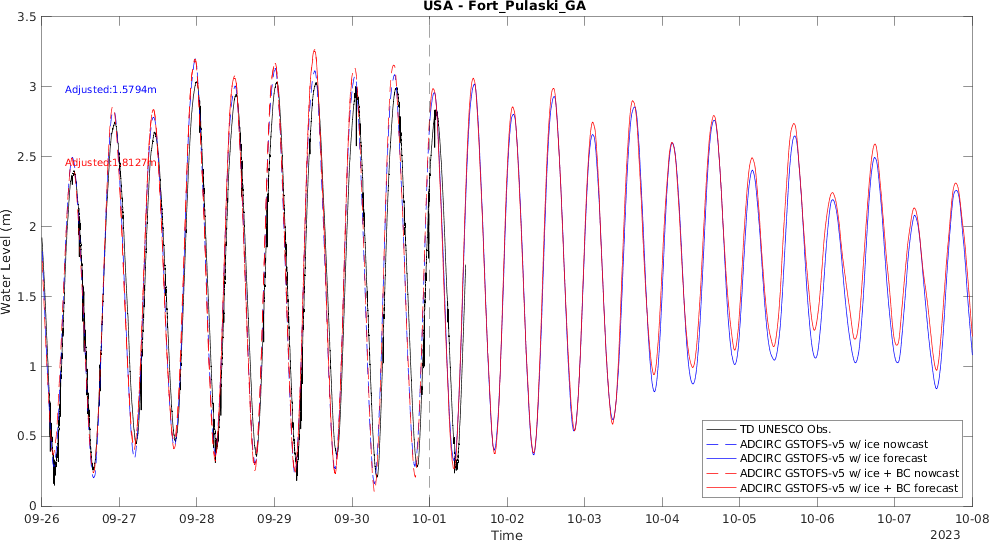 USA - Fort_Pulaski_GA
3.5
3
2.5
2
1.5
1
0.5
0
Water Level (m)
Adjusted:1.5794m
Adjusted:1.8127m
TD UNESCO Obs.
ADCIRC GSTOFS-v5 w/ ice nowcast
ADCIRC GSTOFS-v5 w/ ice forecast
ADCIRC GSTOFS-v5 w/ ice + BC nowcast
ADCIRC GSTOFS-v5 w/ ice + BC forecast
09-26 09-27 09-28 09-29 09-30 10-01 10-02 10-03 10-04 10-05 10-06 10-07 10-08
Time
2023